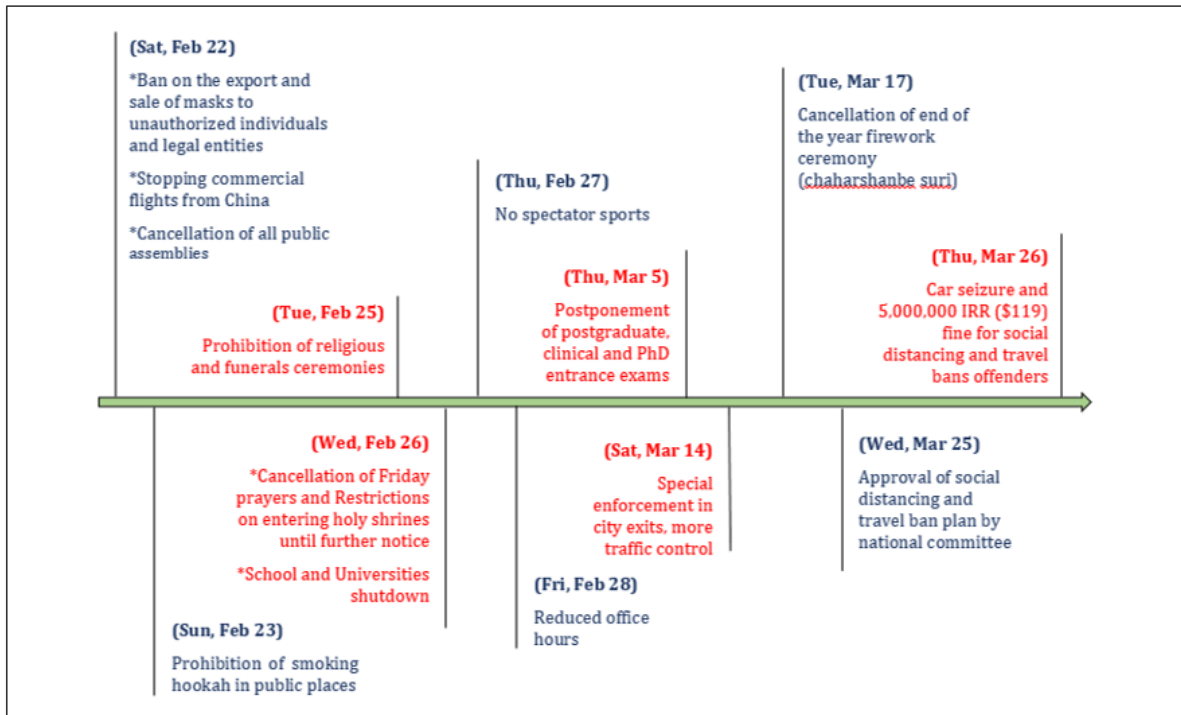 (Sat, Feb 22)
*Ban on the export and
sale of masks to
unauthorized individuals
and legal entities
*Stopping commercial
flights from China
*Cancellation of all public
assemblies
(Tue, Feb 25)
Prohibition of religious
and funerals ceremonies
(Thu, Feb 27)
No spectator sports
(Thu, Mar 5)
Postponement
of postgraduate,
clinical and PhD
entrance exams
(Tue, Mar 17)
Cancellation of end of
the year firework
ceremony
(chaharshanbe suri)
(Thu, Mar 26)
Car seizure and
5,000,000 IRR ($119)
fine for social
distancing and travel
bans offenders
(Wed, Feb 26)
*Cancellation of Friday
prayers and Restrictions
on entering holy shrines
until further notice
*School and Universities
shutdown
(Sun, Feb 23)
Prohibition of smoking
hookah in public places
(Sat, Mar 14)
Special
enforcement in
city exits, more
traffic control
(Fri, Feb 28)
Reduced office
hours
(Wed, Mar 25)
Approval of social
distancing and
travel ban plan by
national committee